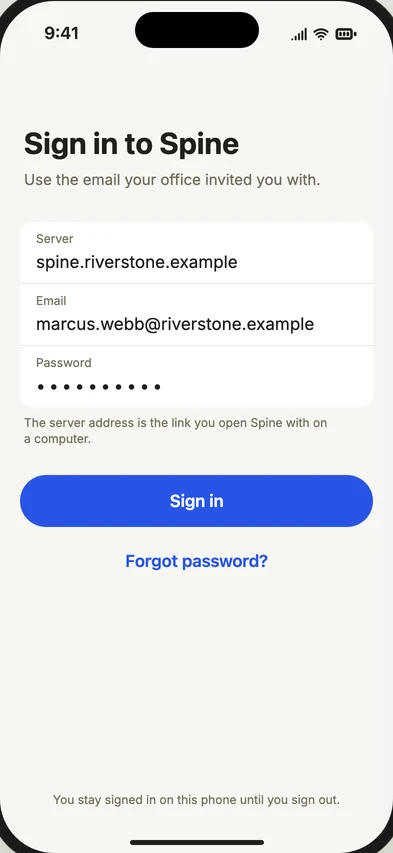 9:41
Sign in to Spine
Use the email your office invited you with.
Server
spine.riverstone.example
Email
marcus.webb@riverstone.example
Password
••••••••••
The server address is the link you open Spine with on
a computer.
Sign in
Forgot password?
You stay signed in on this phone until you sign out.